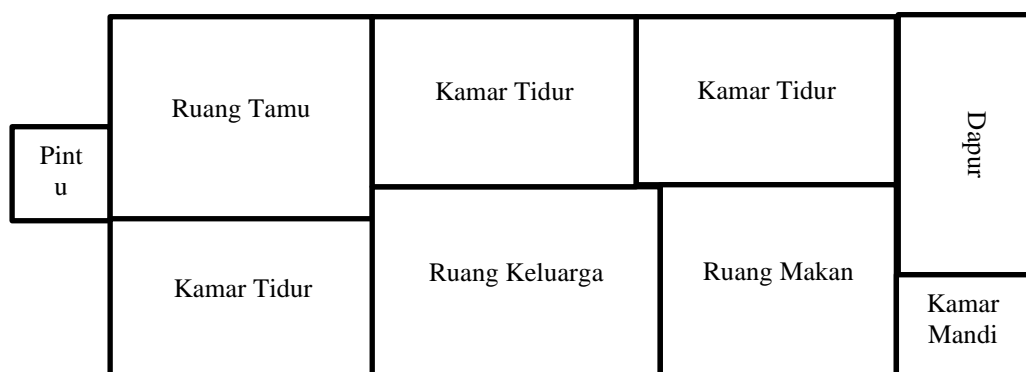 Ruang Tamu
Kamar Tidur
Kamar Tidur
Dapur
Pint
u
Kamar Tidur
Ruang Keluarga
Ruang Makan
Kamar
Mandi